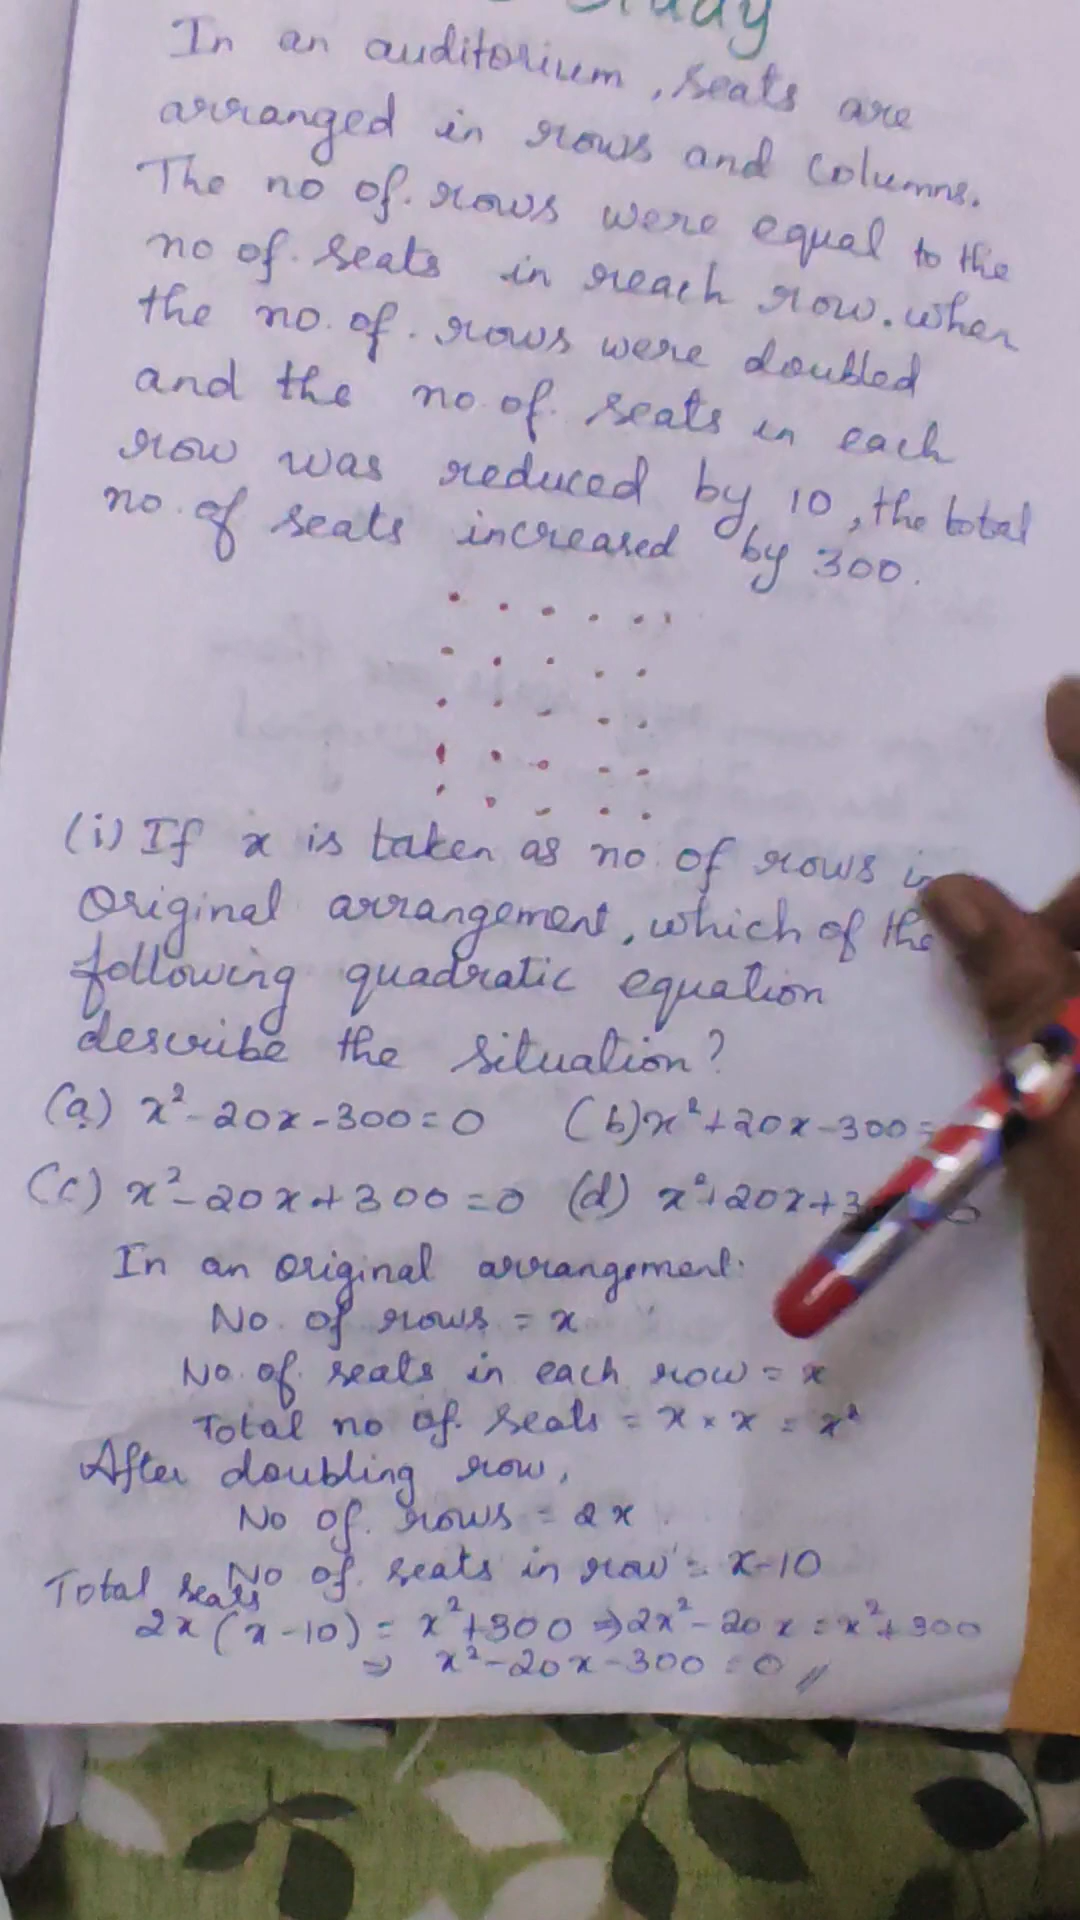 Study
In an auditorium, seats are
arranged in rows and columns.
The no of. rows were equal to the
no of. seats in each row. when
the no. of. rows were doubled
and the no. of. seats in each
row was reduced by 10, the total
no. of seats increased by 300.
(i) If x is taken as no. of rows in
Original arrangement, which of the
following quadratic equation
describe the situation?
(a) x²-20x-300=0 (b) x²+20x-300=
(c) x²-20x+300=0 (d) x²+20x+3 0
In an original arrangement.
No. of rows = x
No. of. seats in each row = x
Total no of. seats = x × x = x²
After doubling row,
No of. rows = 2x
No of. seats in row = x-10
Total seats
2x(x-10) = x²+300 ⇒ 2x²-20x = x²+300
⇒ x²-20x-300=0 //